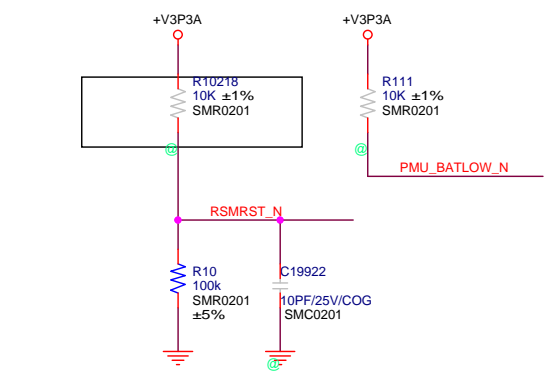 +V3P3A
+V3P3A
R10218
10K ±1%
SMR0201
@
R111
10K ±1%
SMR0201
@
PMU_BATLOW_N
RSMRST_N
R10
100k
SMR0201
±5%
C19922
10PF/25V/COG
SMC0201
@